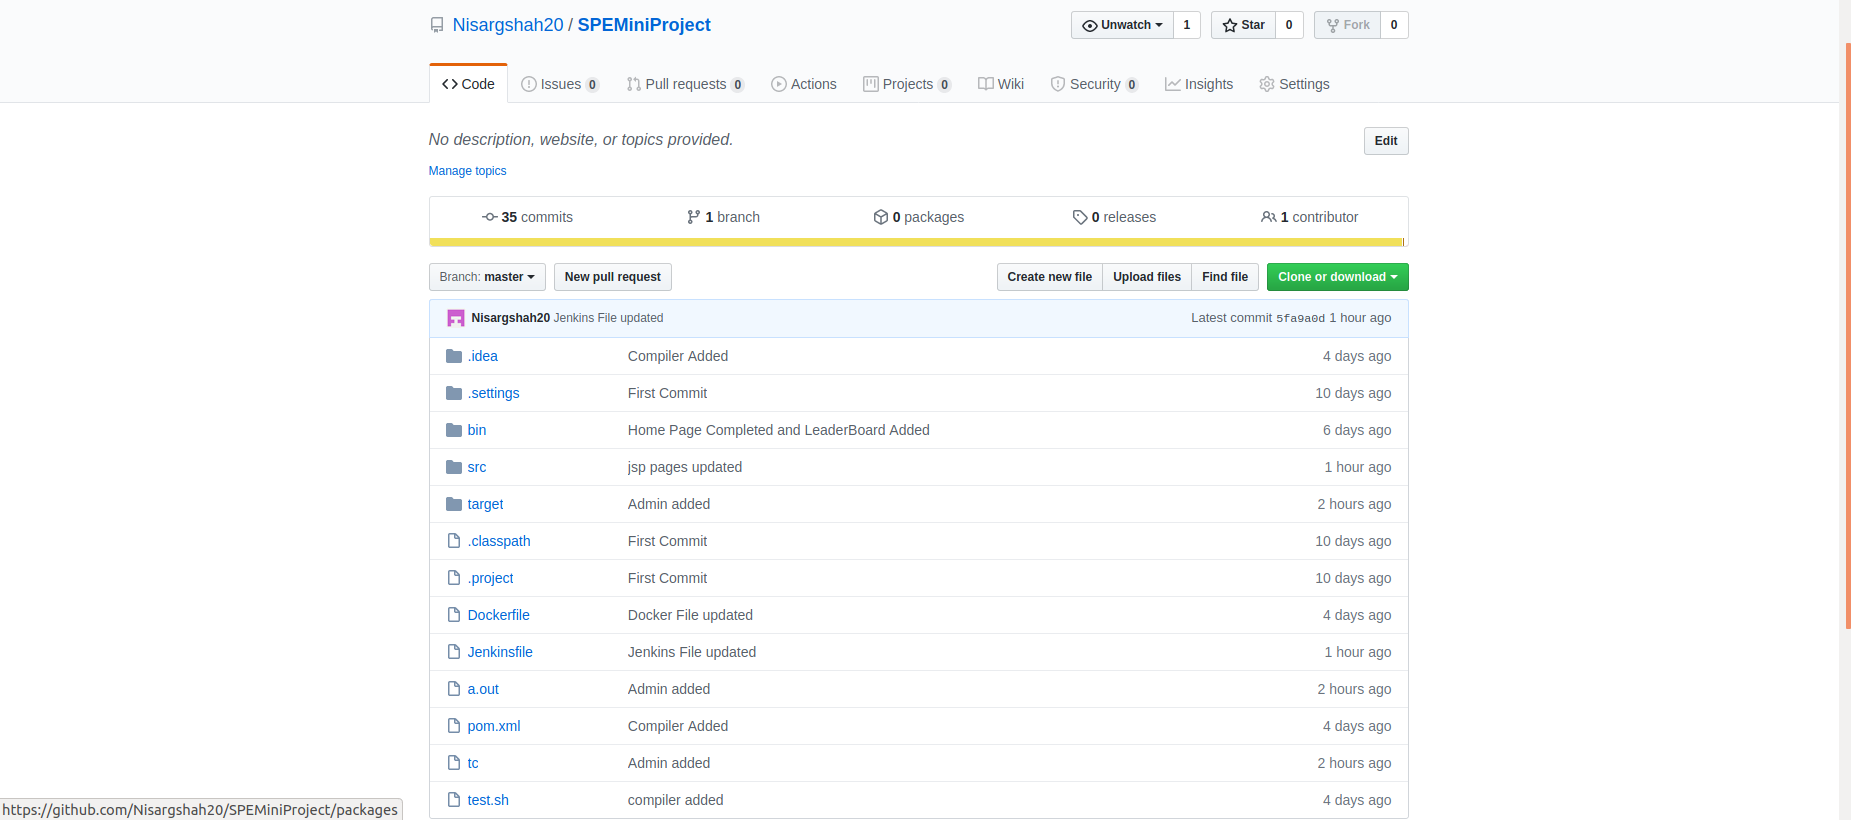 Nisargshah20 / SPEMiniProject
Unwatch 1 Star 0 Fork 0
Code Issues 0 Pull requests 0 Actions Projects 0 Wiki Security 0 Insights Settings
No description, website, or topics provided. Edit
Manage topics
35 commits 1 branch 0 packages 0 releases 1 contributor
Branch: master New pull request Create new file Upload files Find file Clone or download
Nisargshah20 Jenkins File updated Latest commit 5fa9a0d 1 hour ago
.idea Compiler Added 4 days ago
.settings First Commit 10 days ago
bin Home Page Completed and LeaderBoard Added 6 days ago
src jsp pages updated 1 hour ago
target Admin added 2 hours ago
.classpath First Commit 10 days ago
.project First Commit 10 days ago
Dockerfile Docker File updated 4 days ago
Jenkinsfile Jenkins File updated 1 hour ago
a.out Admin added 2 hours ago
pom.xml Compiler Added 4 days ago
tc Admin added 2 hours ago
test.sh compiler added 4 days ago
https://github.com/Nisargshah20/SPEMiniProject/packages